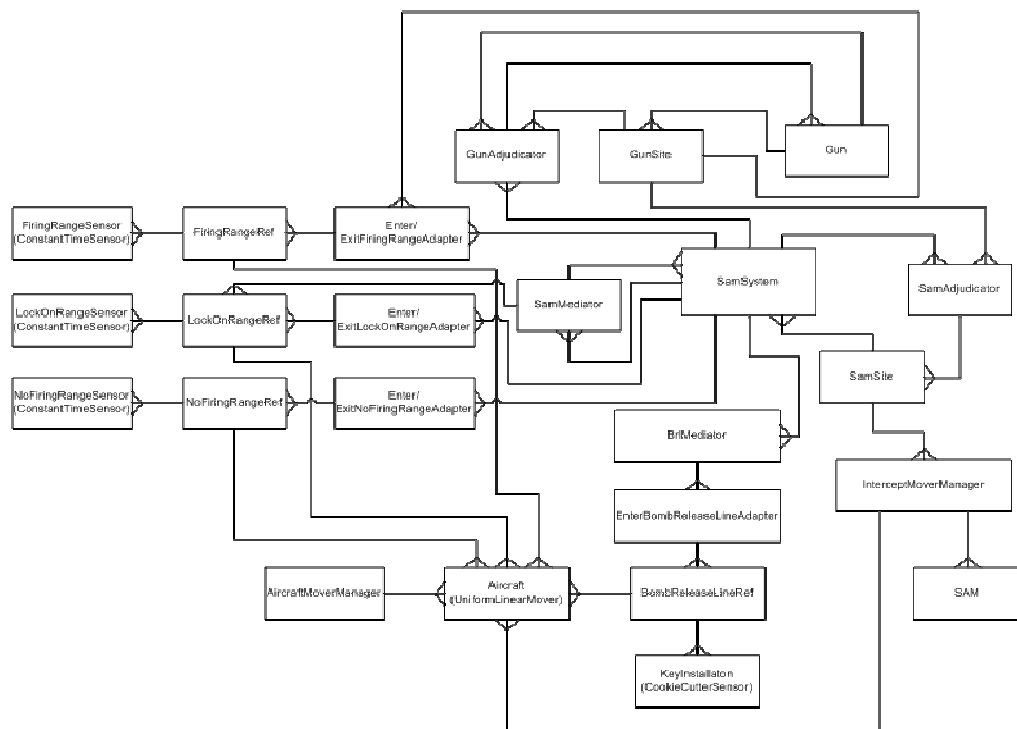 GunAdjudicator
GunSite
Gun
FiringRangeSensor
(ConstantTimeSensor)
FiringRangeRef
Enter/
ExitFiringRangeAdapter
SamSystem
SamAdjudicator
LockOnRangeSensor
(ConstantTimeSensor)
LockOnRangeRef
Enter/
ExitLockOnRangeAdapter
SamMediator
SamSite
NoFiringRangeSensor
(ConstantTimeSensor)
NoFiringRangeRef
Enter/
ExitNoFiringRangeAdapter
BrlMediator
InterceptMoverManager
EnterBombReleaseLineAdapter
AircraftMoverManager
Aircraft
(UniformLinearMover)
BombReleaseLineRef
SAM
KeyInstallaton
(CookieCutterSensor)